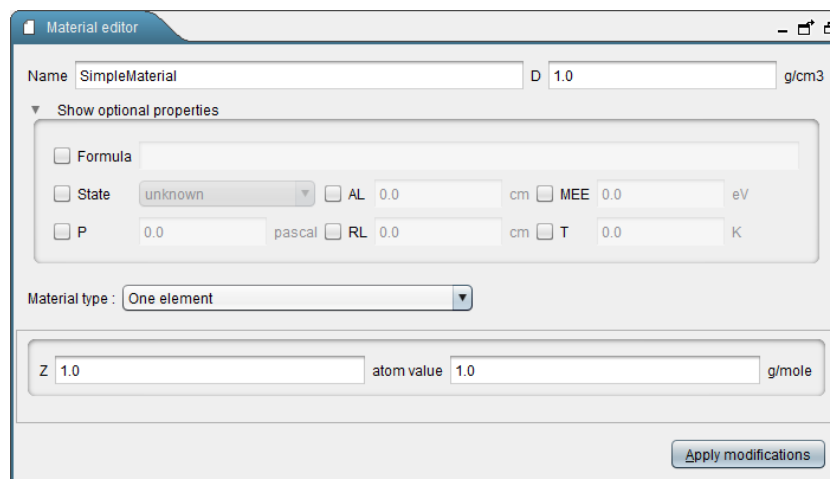 Material editor
Name SimpleMaterial D 1.0 g/cm3
Show optional properties
Formula
State unknown AL 0.0 cm MEE 0.0 eV
P 0.0 pascal RL 0.0 cm T 0.0 K
Material type : One element
Z 1.0 atom value 1.0 g/mole
Apply modifications